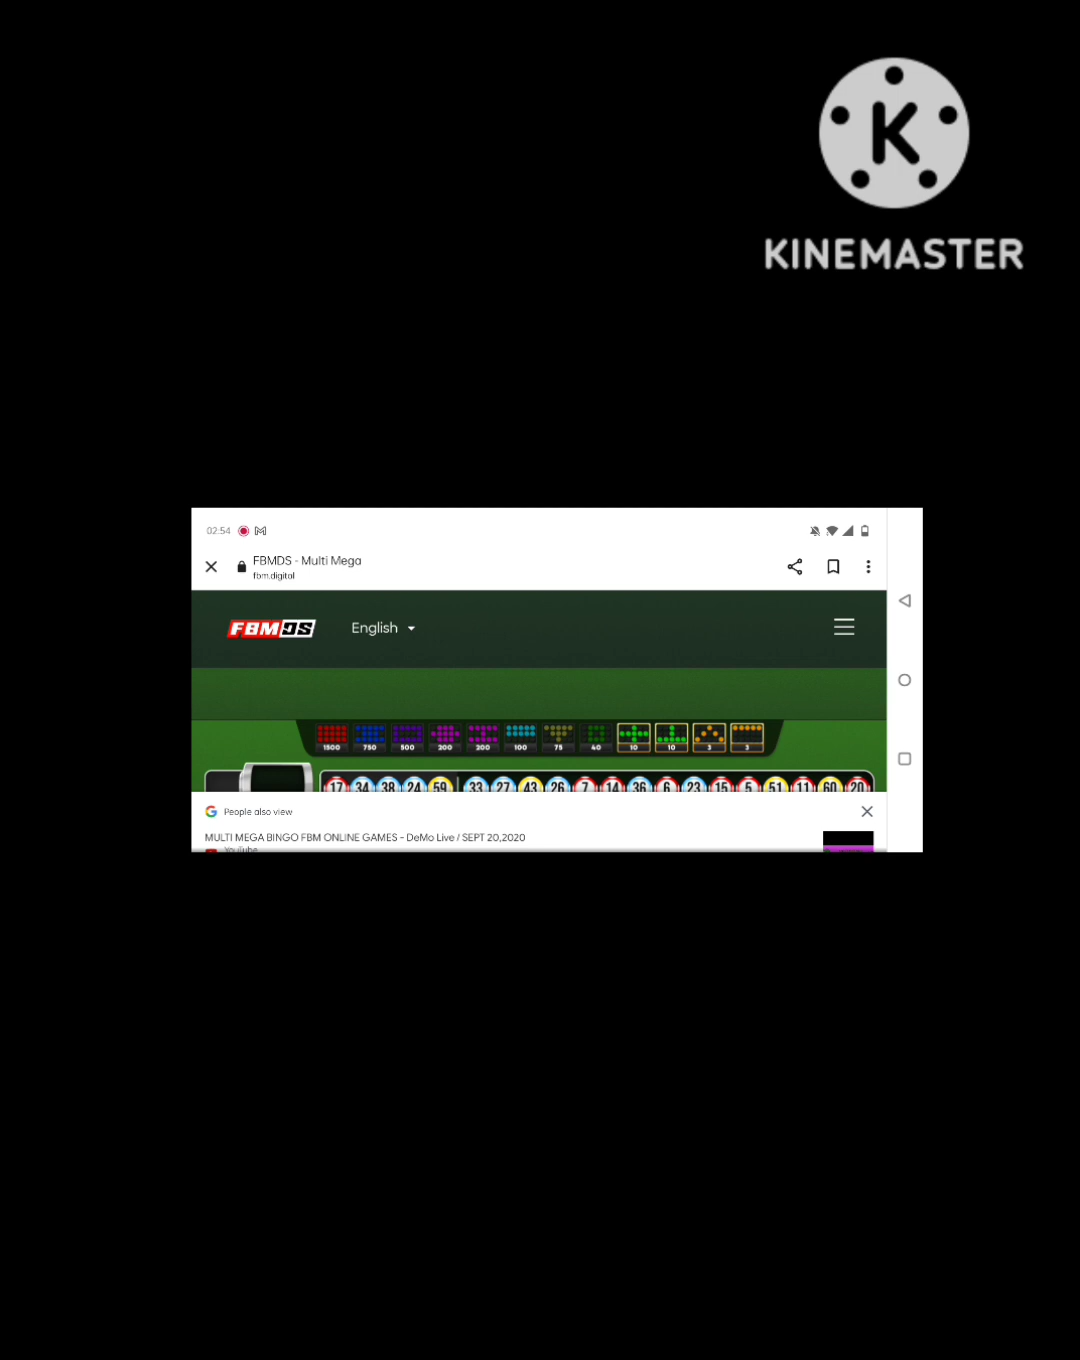 K
KINEMASTER
02:54
FBMDS - Multi Mega
fbm.digital
FBMDS
English
1500 750 500 200 200 100 75 40 10 10 3 3
17 34 38 24 59 33 27 43 26 7 14 36 6 23 15 5 51 11 60 20
People also view
MULTI MEGA BINGO FBM ONLINE GAMES - DeMo Live / SEPT 20,2020
YouTube